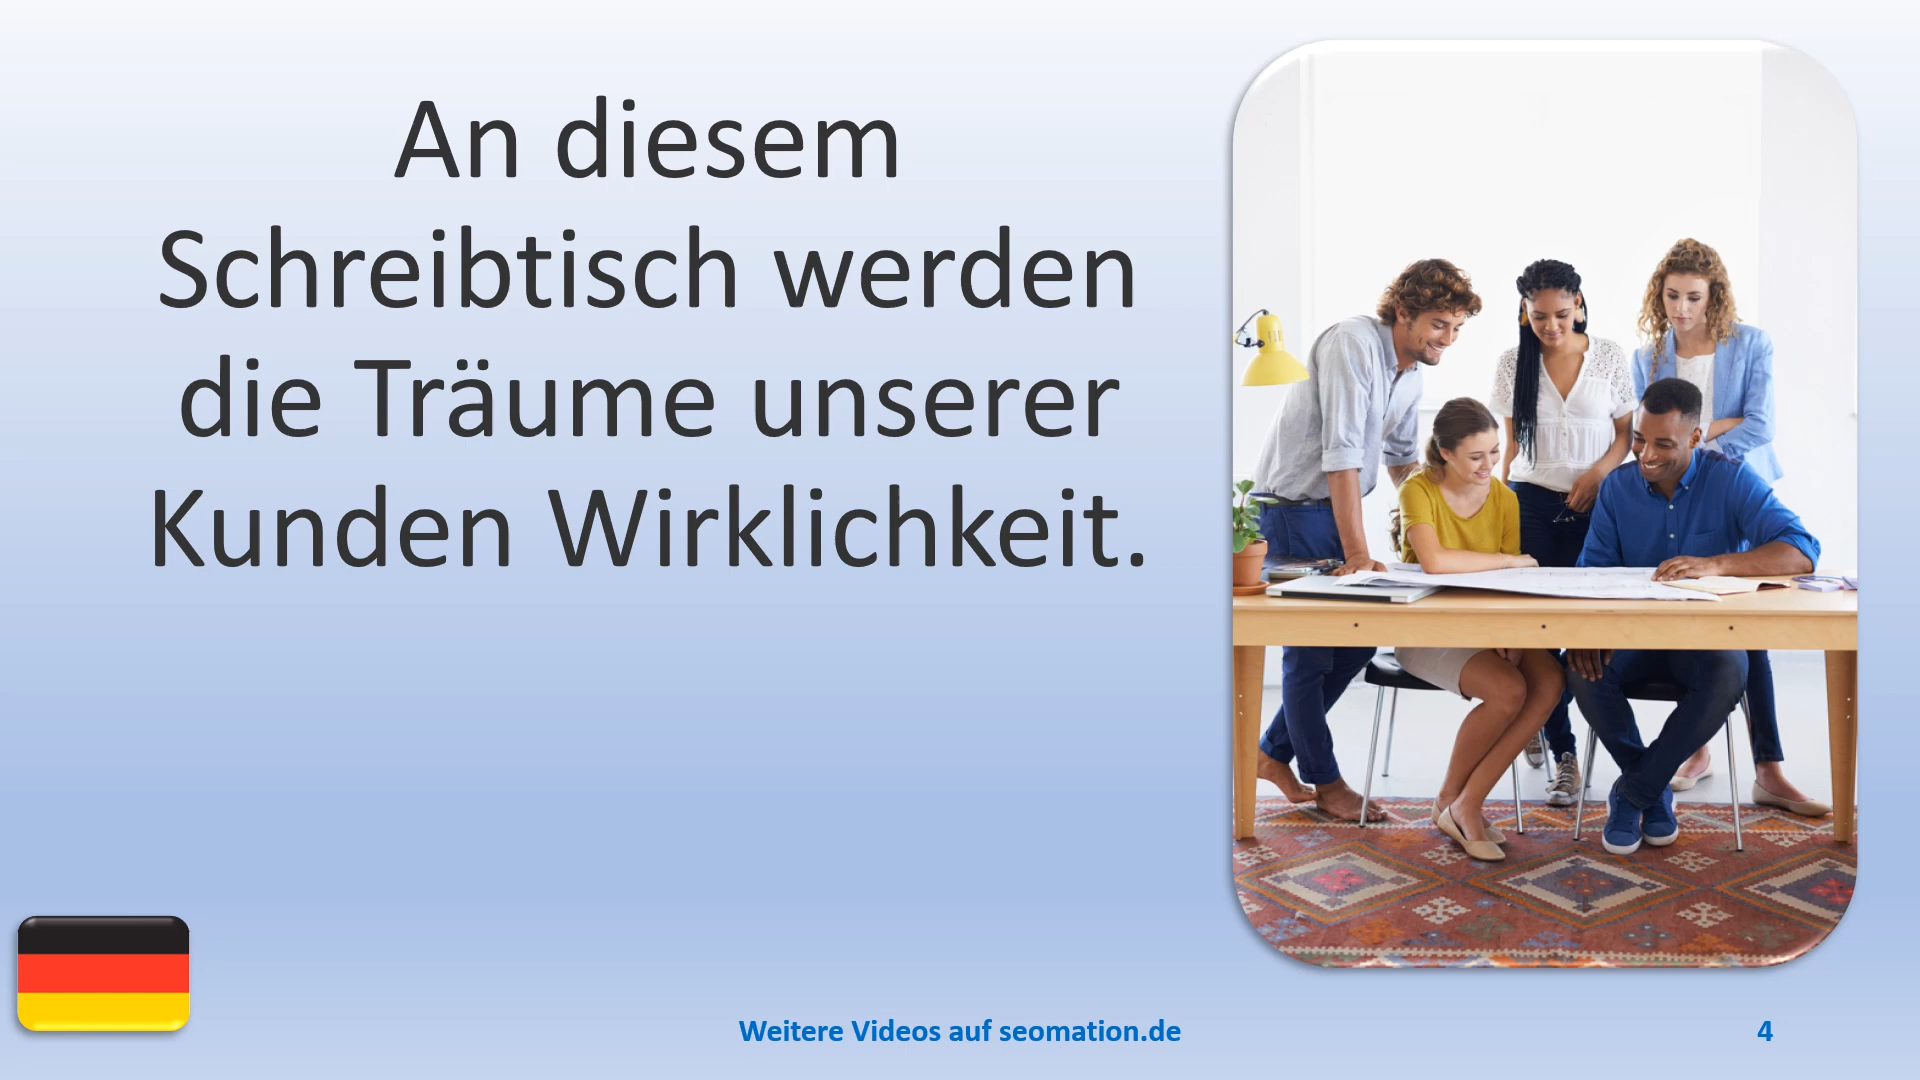 An diesem
Schreibtisch werden
die Träume unserer
Kunden Wirklichkeit.
Weitere Videos auf seomation.de
4